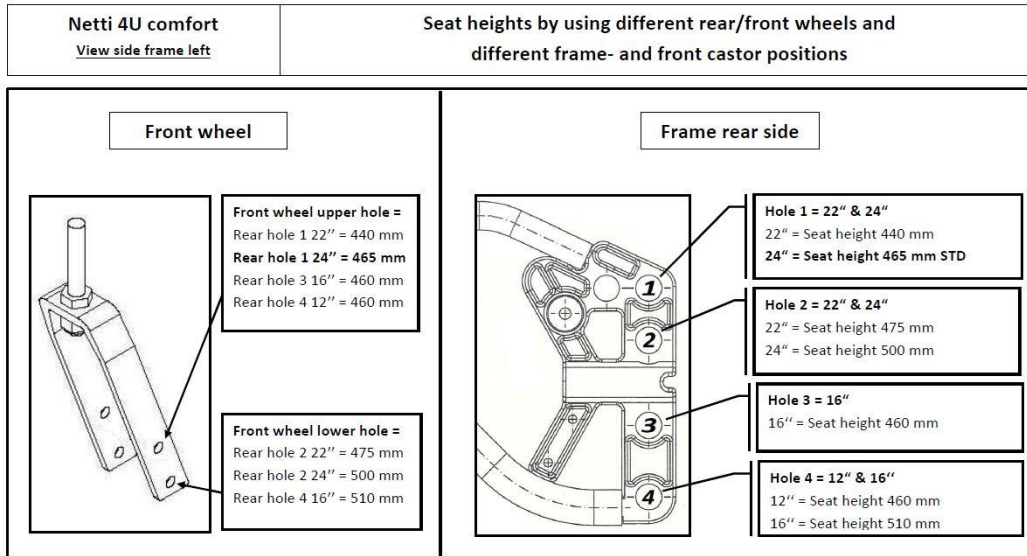 Netti 4U comfort
View side frame left
Seat heights by using different rear/front wheels and
different frame- and front castor positions
Front wheel
Front wheel upper hole =
Rear hole 1 22’’ = 440 mm
Rear hole 1 24’’ = 465 mm
Rear hole 3 16’’ = 460 mm
Rear hole 4 12’’ = 460 mm
Front wheel lower hole =
Rear hole 2 22’’ = 475 mm
Rear hole 2 24’’ = 500 mm
Rear hole 4 16’’ = 510 mm
Frame rear side
1
2
3
4
Hole 1 = 22“ & 24“
22“ = Seat height 440 mm
24“ = Seat height 465 mm STD
Hole 2 = 22“ & 24“
22“ = Seat height 475 mm
24“ = Seat height 500 mm
Hole 3 = 16“
16’’ = Seat height 460 mm
Hole 4 = 12“ & 16’’
12‘‘ = Seat height 460 mm
16’’ = Seat height 510 mm